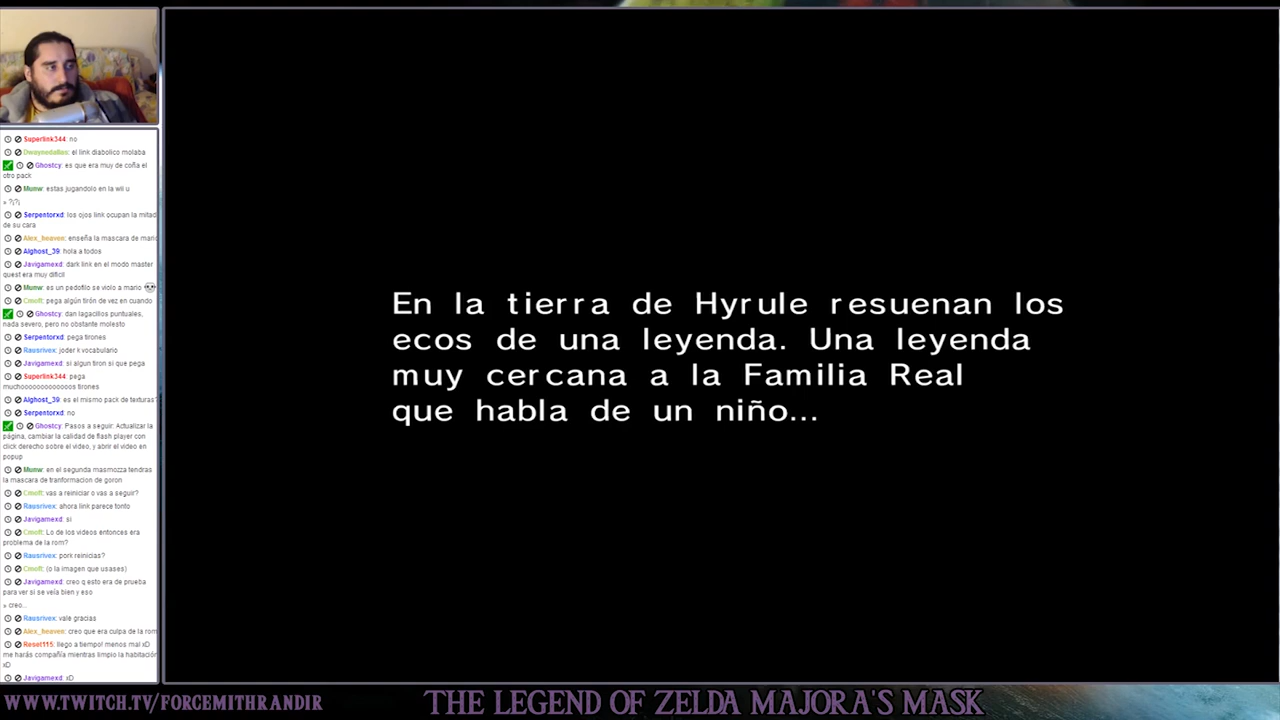 Superlink344: no
Dwaynedallas: el link diabolico molaba
Ghostcy: es que era muy de coña el
otro pack
Munw: estas jugandolo en la wii u
» ?¡?¡
Serpentorxd: los ojos link ocupan la mitad
de su cara
Alex_heaven: enseña la mascara de mario
Alghost_39: hola a todos
Javigamexd: dark link en el modo master
quest era muy dificil
Munw: es un pedofilo se violo a mario
Cmoft: pega algún tirón de vez en cuando
Ghostcy: dan lagacillos puntuales,
nada severo, pero no obstante molesto
Serpentorxd: pega tirones
Rausrivex: joder k vocabulario
Javigamexd: si algun tiron si que pega
Superlink344: pega
muchoooooooooooos tirones
Alghost_39: es el mismo pack de texturas?
Serpentorxd: no
Ghostcy: Pasos a seguir: Actualizar la
página, cambiar la calidad de flash player con
click derecho sobre el video, y abrir el video en
popup
Munw: en el segunda masmozza tendras
la mascara de tranformacion de goron
Cmoft: vas a reiniciar o vas a seguir?
Rausrivex: ahora link parece tonto
Javigamexd: si
Cmoft: Lo de los videos entonces era
problema de la rom?
Rausrivex: pork reinicias?
Cmoft: (o la imagen que usases)
Javigamexd: creo q esto era de prueba
para ver si se veía bien y eso
» creo...
Rausrivex: vale gracias
Alex_heaven: creo que era culpa de la rom
Reset115: llego a tiempo! menos mal xD
me harás compañía mientras limpio la habitación
xD
Javigamexd: xD
En la tierra de Hyrule resuenan los
ecos de una leyenda. Una leyenda
muy cercana a la Familia Real
que habla de un niño...
WWW.TWITCH.TV/FORCEMITHRANDIR
THE LEGEND OF ZELDA MAJORA'S MASK